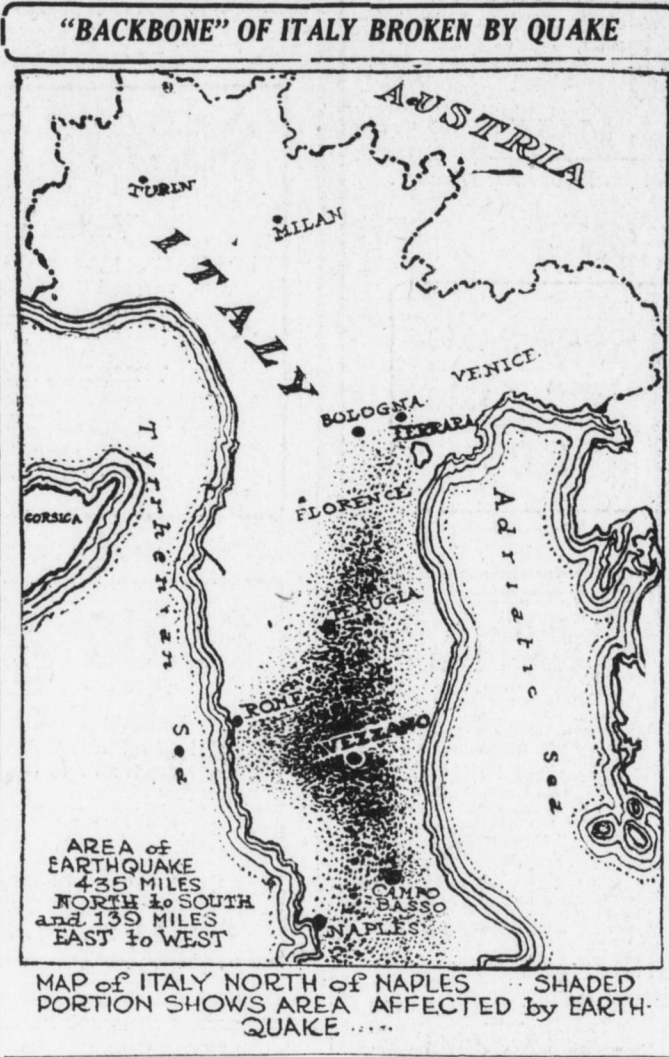 "BACKBONE" OF ITALY BROKEN BY QUAKE
AUSTRIA
TURIN
MILAN
ITALY
VENICE
BOLOGNA
FERRARA
FLORENCE
CORSICA
Tyrrhenian Sea
Adriatic Sea
PERUGIA
ROME
AVEZZANO
CAMPO
BASSO
NAPLES
AREA of
EARTHQUAKE
435 MILES
NORTH to SOUTH
and 139 MILES
EAST to WEST
MAP of ITALY NORTH of NAPLES ·· SHADED
PORTION SHOWS AREA AFFECTED by EARTH-
QUAKE ····